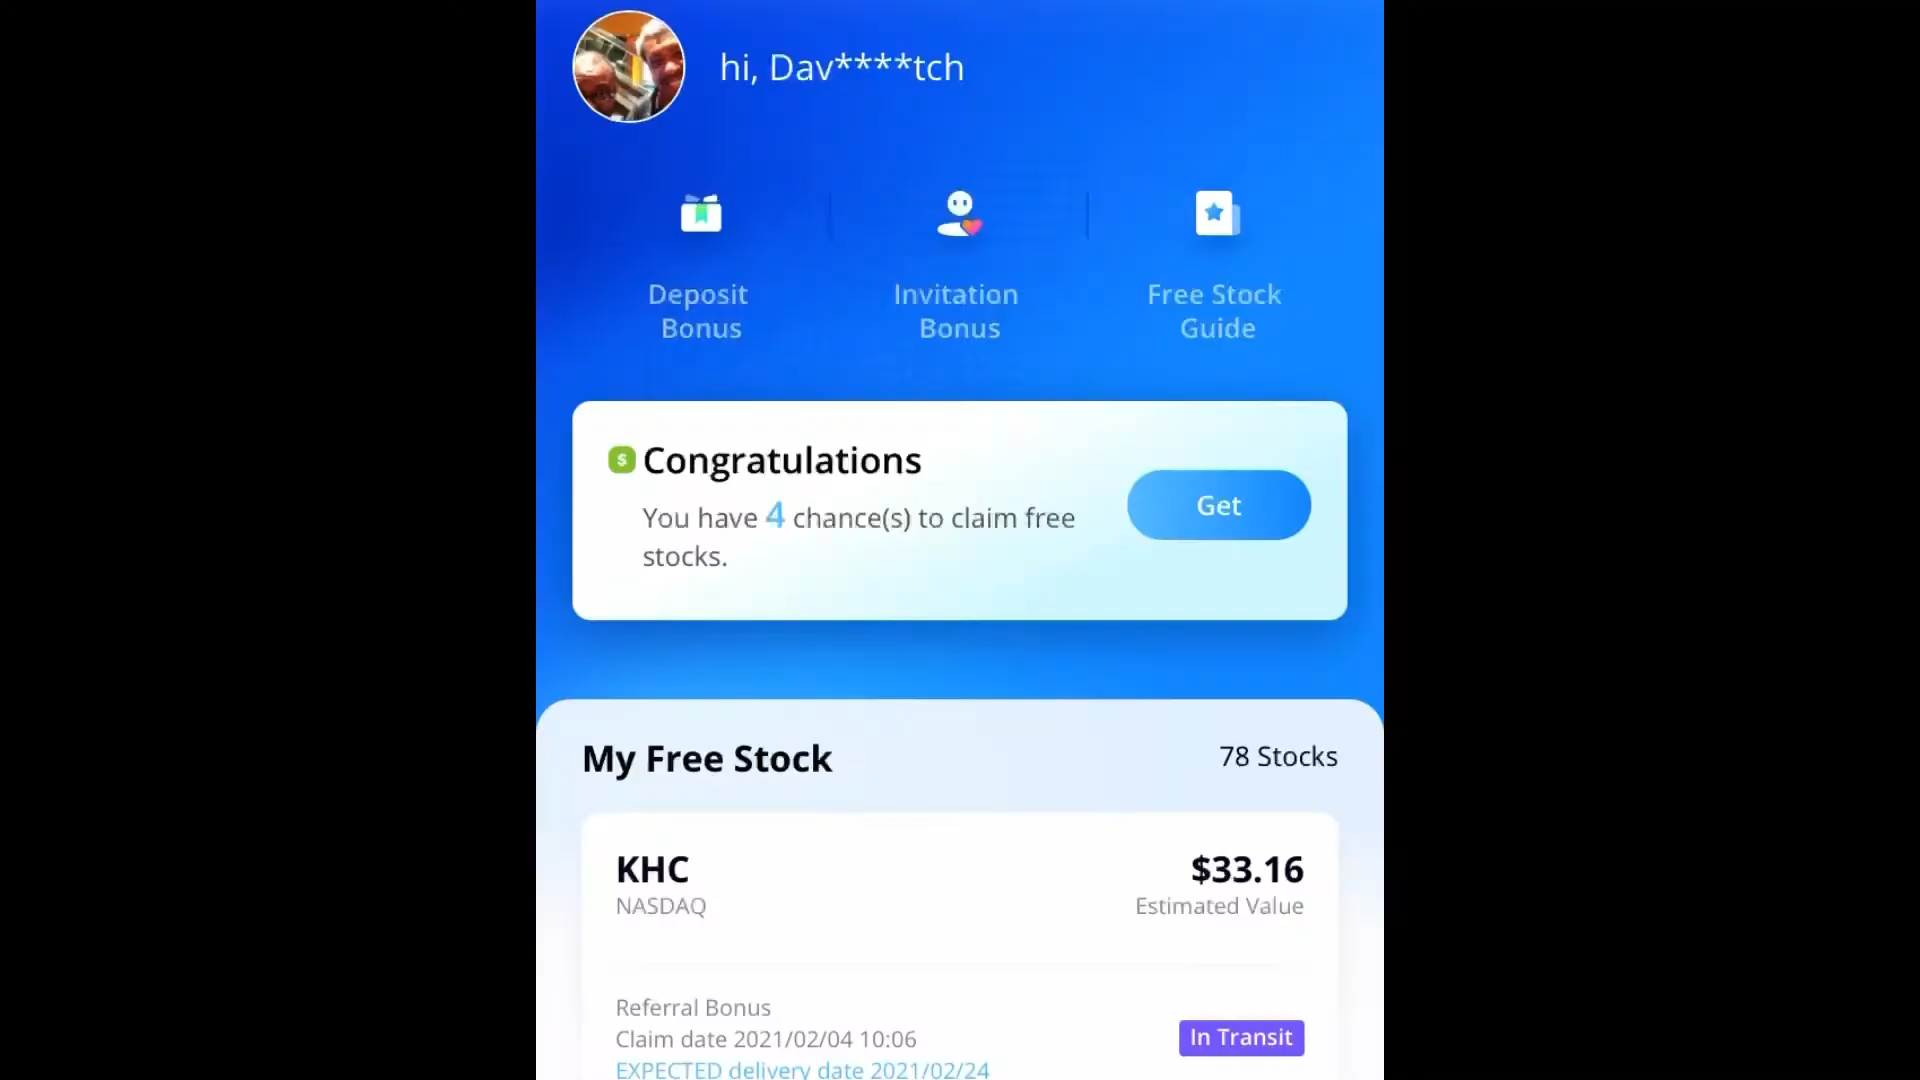 hi, Dav****tch
Deposit
Bonus
Invitation
Bonus
Free Stock
Guide
$ Congratulations
You have 4 chance(s) to claim free
stocks.
Get
My Free Stock
78 Stocks
KHC
$33.16
NASDAQ
Estimated Value
Referral Bonus
Claim date 2021/02/04 10:06
In Transit
EXPECTED delivery date 2021/02/24